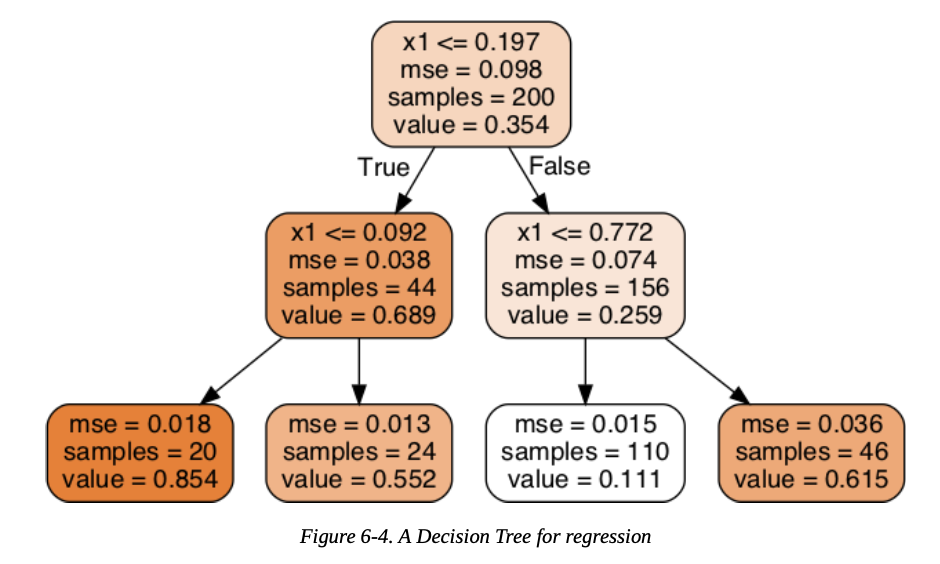 x1 <= 0.197
mse = 0.098
samples = 200
value = 0.354
True
False
x1 <= 0.092
mse = 0.038
samples = 44
value = 0.689
x1 <= 0.772
mse = 0.074
samples = 156
value = 0.259
mse = 0.018
samples = 20
value = 0.854
mse = 0.013
samples = 24
value = 0.552
mse = 0.015
samples = 110
value = 0.111
mse = 0.036
samples = 46
value = 0.615
Figure 6-4. A Decision Tree for regression